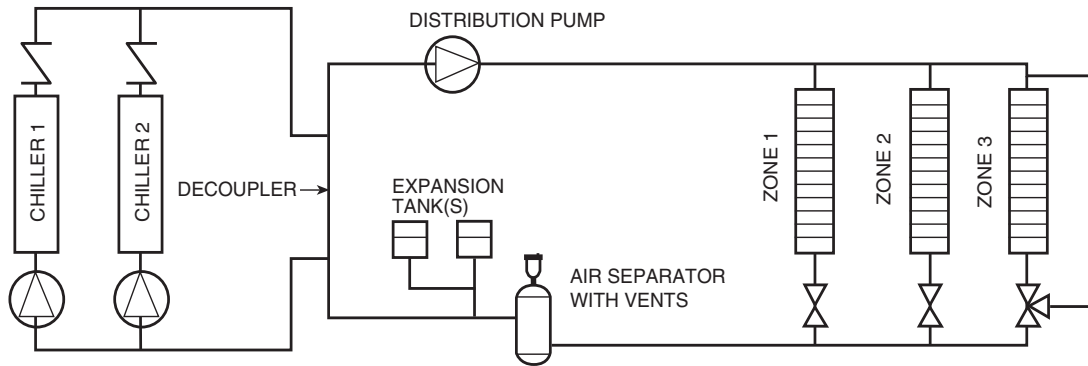 DISTRIBUTION PUMP
CHILLER 1
CHILLER 2
DECOUPLER
EXPANSION
TANK(S)
AIR SEPARATOR
WITH VENTS
ZONE 1
ZONE 2
ZONE 3